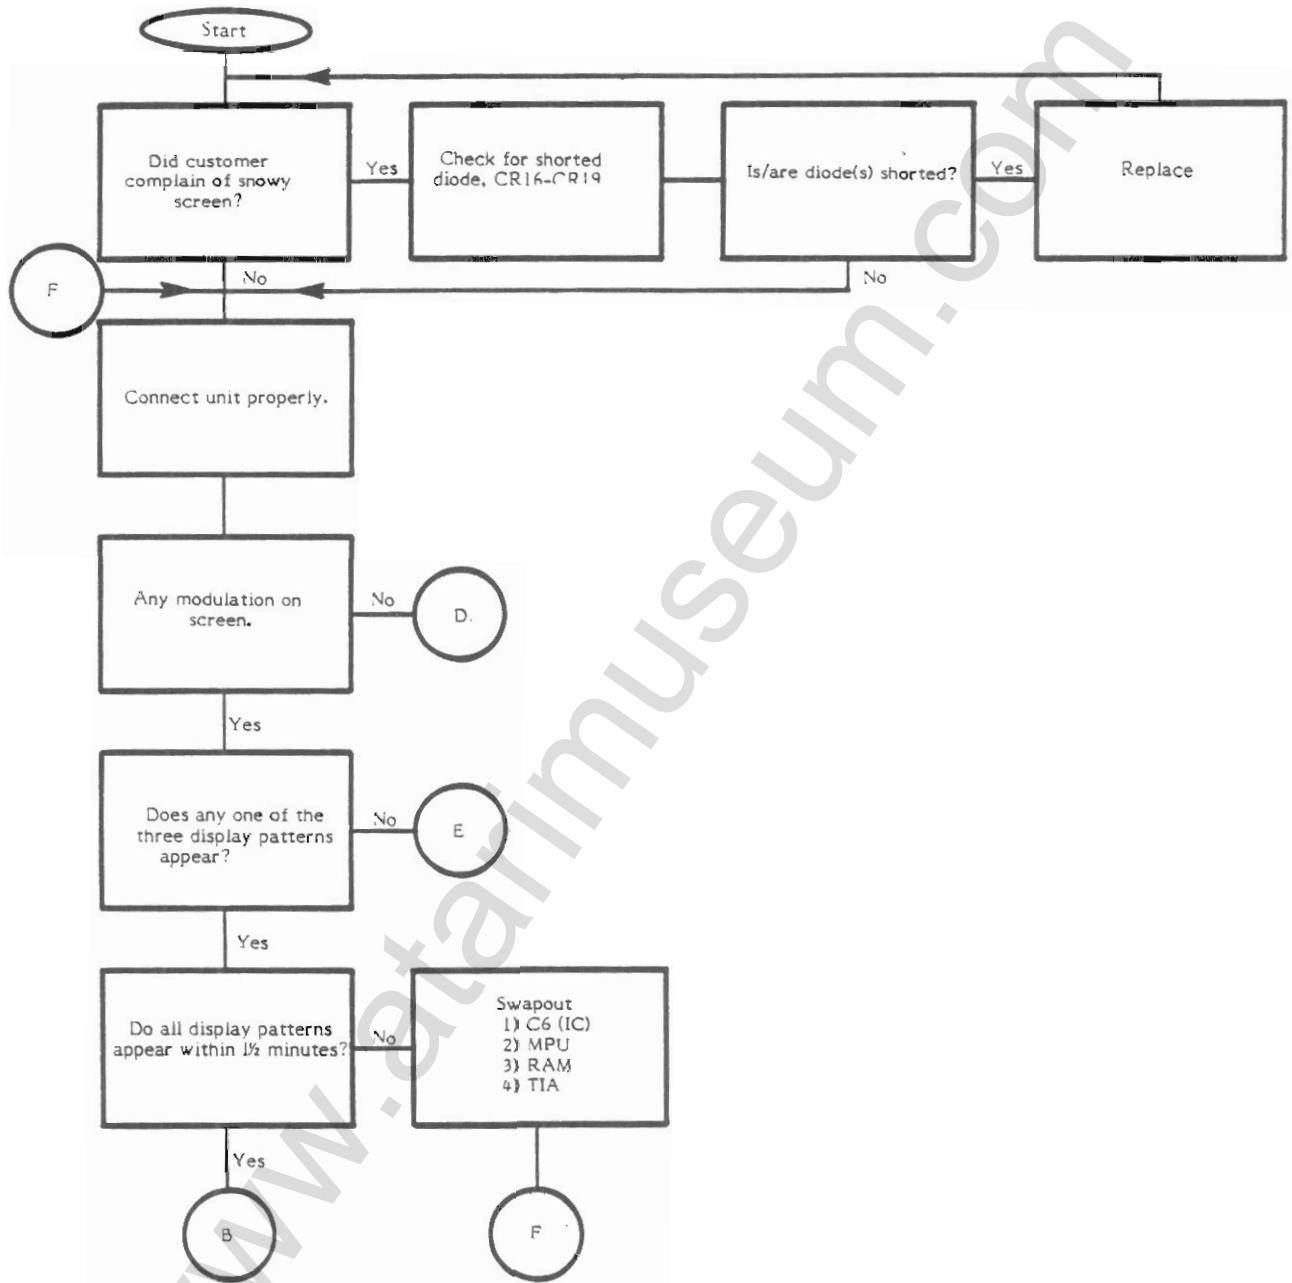 Start
Did customer
complain of snowy
screen?
Yes
Check for shorted
diode, CR16-CR19
Is/are diode(s) shorted?
Yes
Replace
F
No
No
Connect unit properly.
Any modulation on
screen.
No
D.
Yes
Does any one of the
three display patterns
appear?
No
E
Yes
Do all display patterns
appear within 1½ minutes?
No
Swapout
1) C6 (IC)
2) MPU
3) RAM
4) TIA
Yes
B
F
www.atarimuseum.com